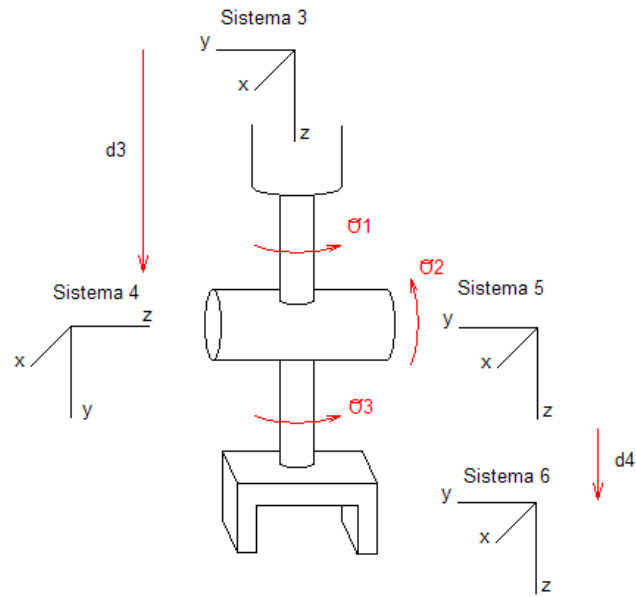 Sistema 3
y
x
z
d3
σ1
σ2
Sistema 4
z
x
y
Sistema 5
y
x
z
σ3
d4
Sistema 6
y
x
z